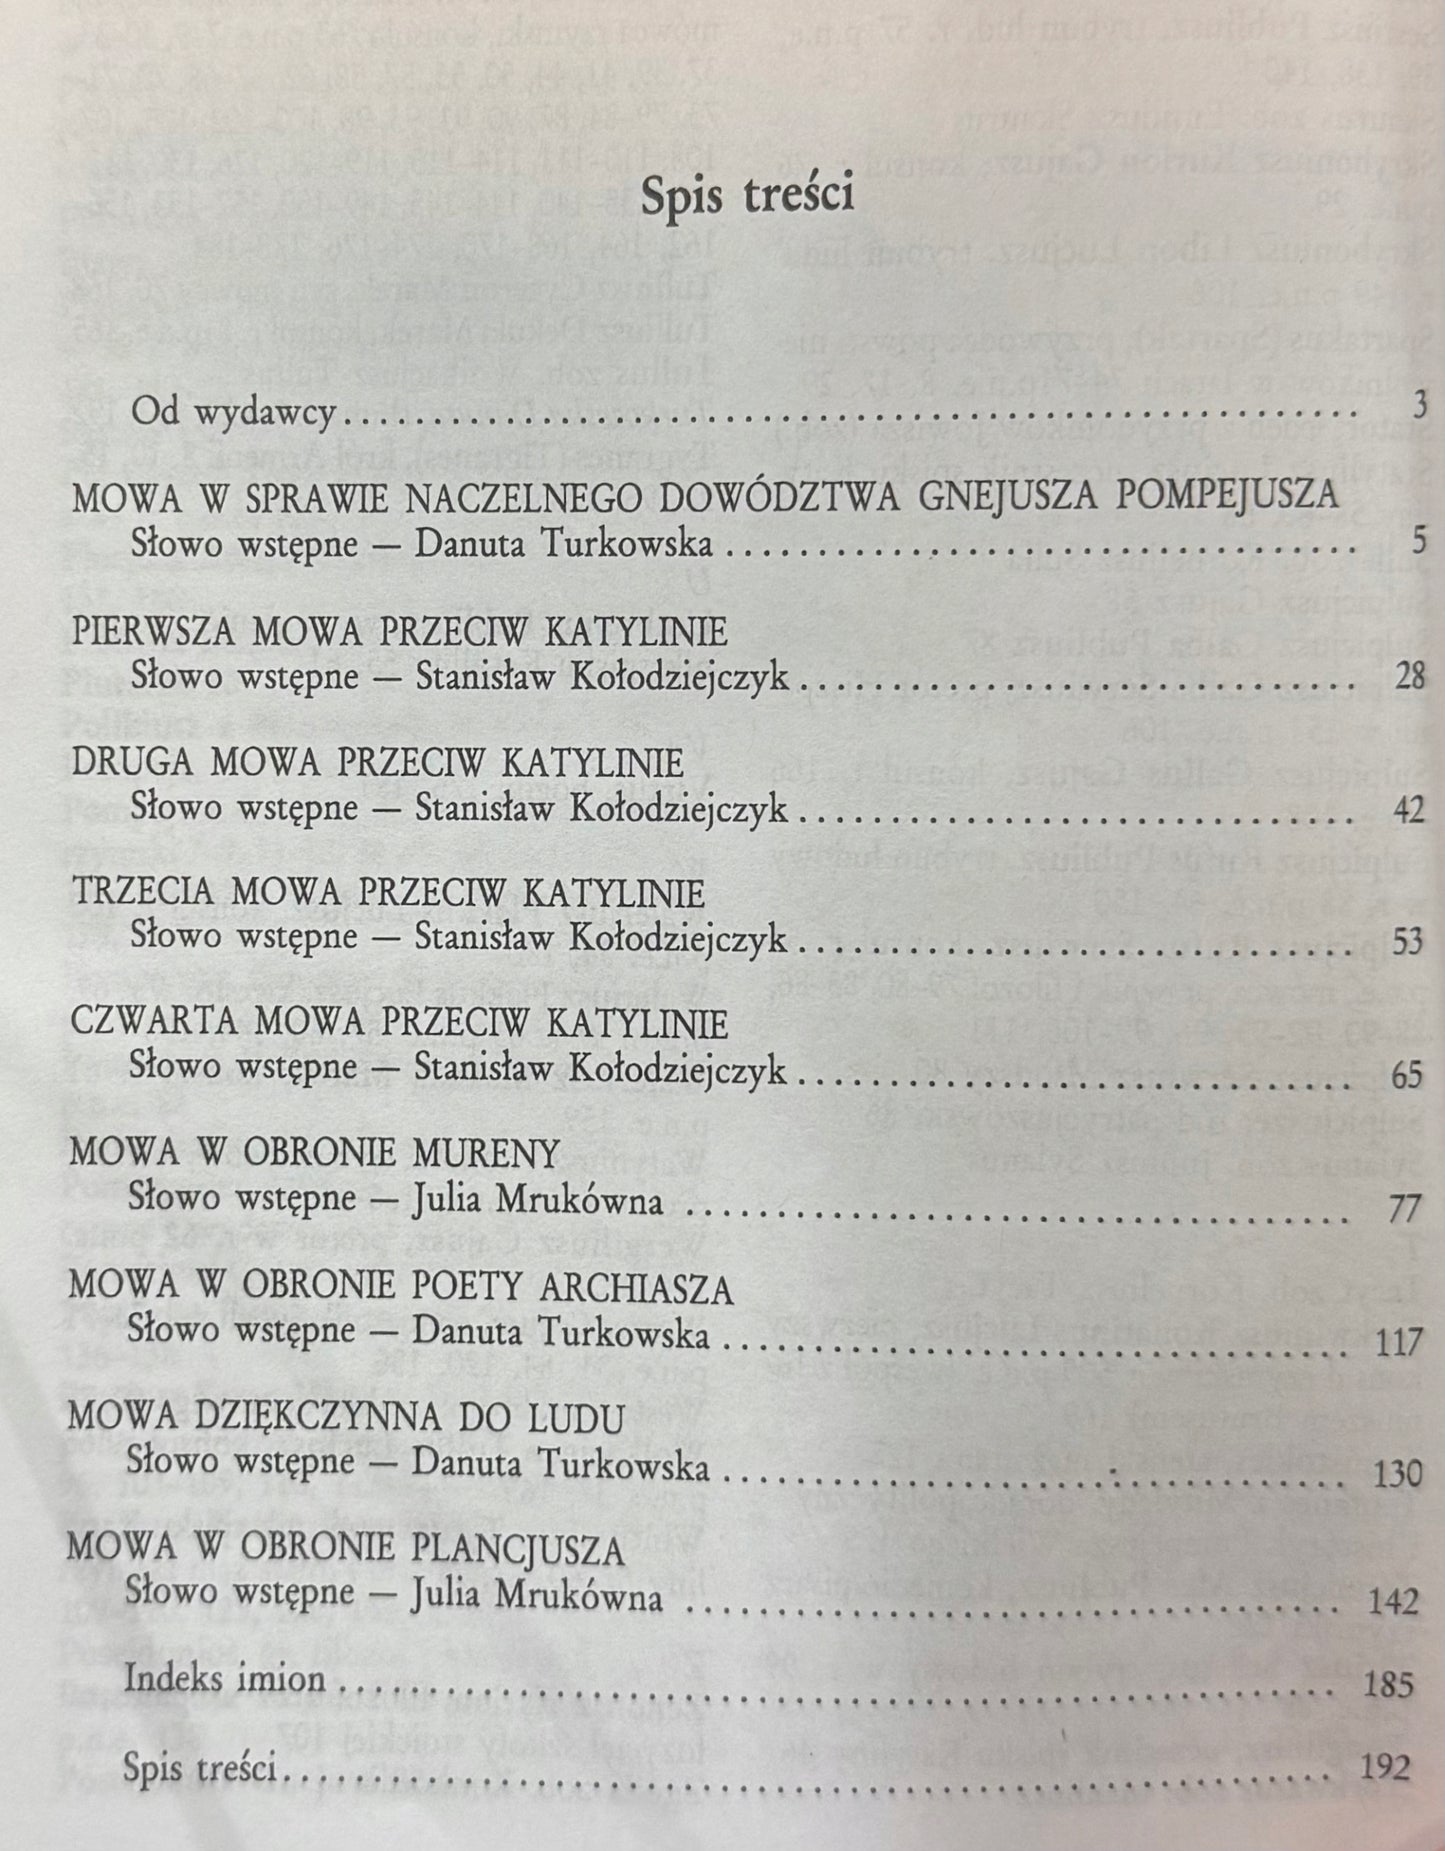 Spis treści
Od wydawcy........................................................ 3
MOWA W SPRAWIE NACZELNEGO DOWÓDZTWA GNEJUSZA POMPEJUSZA
Słowo wstępne — Danuta Turkowska................................... 5
PIERWSZA MOWA PRZECIW KATYLINIE
Słowo wstępne — Stanisław Kołodziejczyk............................... 28
DRUGA MOWA PRZECIW KATYLINIE
Słowo wstępne — Stanisław Kołodziejczyk............................... 42
TRZECIA MOWA PRZECIW KATYLINIE
Słowo wstępne — Stanisław Kołodziejczyk............................... 53
CZWARTA MOWA PRZECIW KATYLINIE
Słowo wstępne — Stanisław Kołodziejczyk............................... 65
MOWA W OBRONIE MURENY
Słowo wstępne — Julia Mrukówna ..................................... 77
MOWA W OBRONIE POETY ARCHIASZA
Słowo wstępne — Danuta Turkowska................................... 117
MOWA DZIĘKCZYNNA DO LUDU
Słowo wstępne — Danuta Turkowska................................... 130
MOWA W OBRONIE PLANCJUSZA
Słowo wstępne — Julia Mrukówna ..................................... 142
Indeks imion ....................................................... 185
Spis treści.......................................................... 192